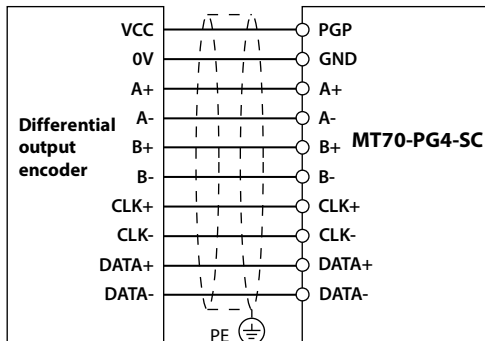 VCC PGP
0V GND
A+ A+
A- A-
Differential output encoder
B+ B+
MT70-PG4-SC
B- B-
CLK+ CLK+
CLK- CLK-
DATA+ DATA+
DATA- DATA-
PE